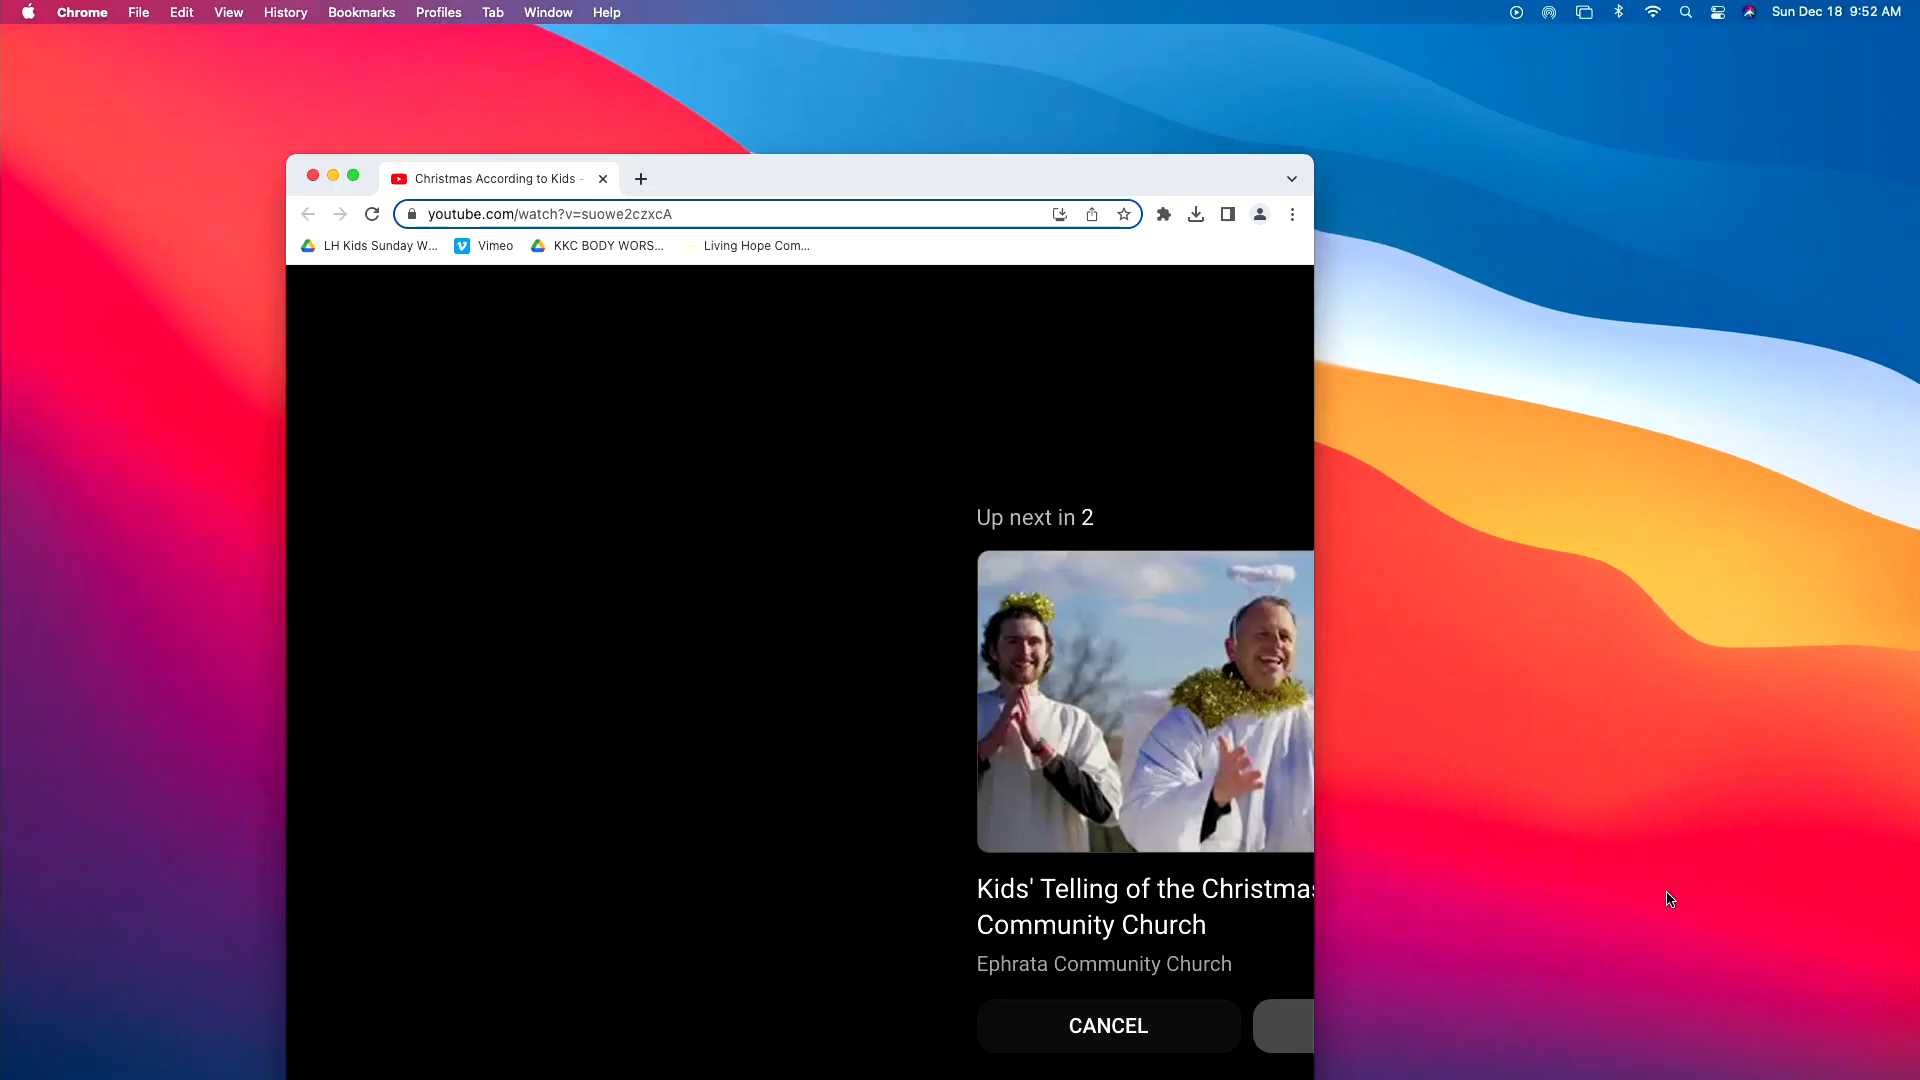 Chrome File Edit View History Bookmarks Profiles Tab Window Help Sun Dec 18 9:52 AM
Christmas According to Kids -
youtube.com/watch?v=suowe2czxcA
LH Kids Sunday W... Vimeo KKC BODY WORS... Living Hope Com...
Up next in 2
Kids' Telling of the Christmas
Community Church
Ephrata Community Church
CANCEL